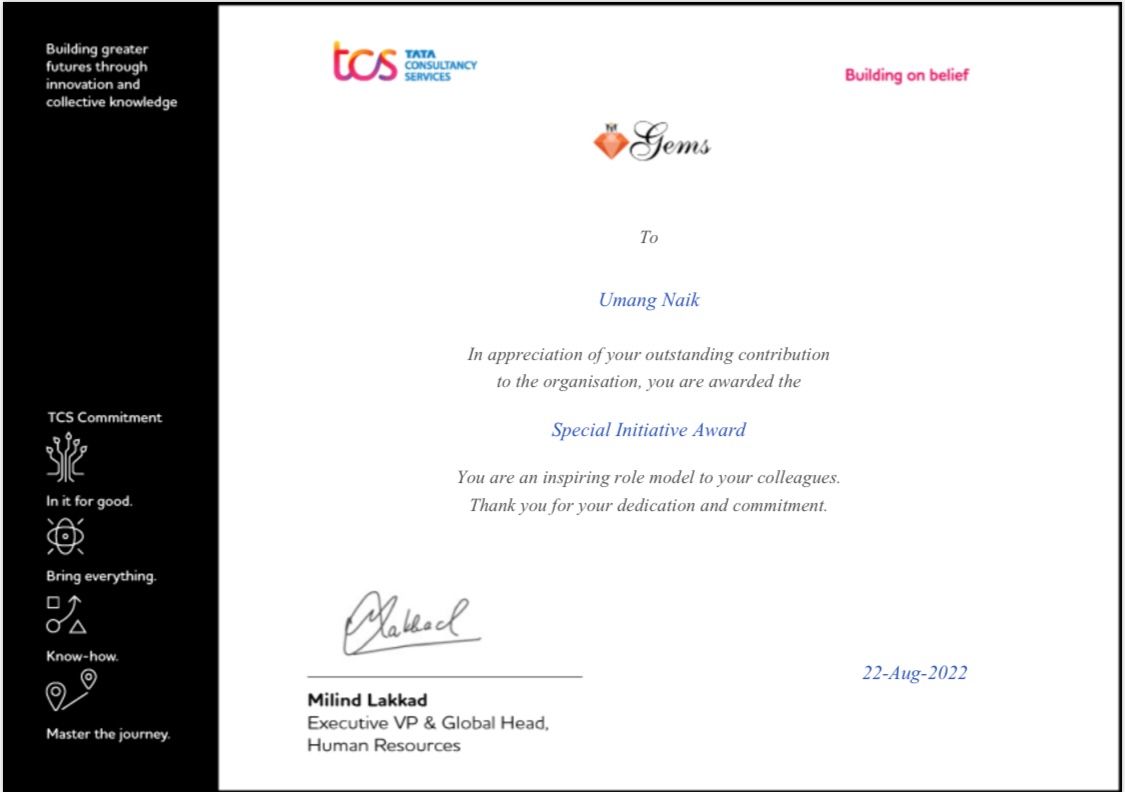 Building greater
futures through
innovation and
collective knowledge
tcs TATA
CONSULTANCY
SERVICES
Building on belief
Gems
To
Umang Naik
In appreciation of your outstanding contribution
to the organisation, you are awarded the
Special Initiative Award
You are an inspiring role model to your colleagues.
Thank you for your dedication and commitment.
TCS Commitment
In it for good.
Bring everything.
Know-how.
Master the journey.
Lakkad
Milind Lakkad
Executive VP & Global Head,
Human Resources
22-Aug-2022